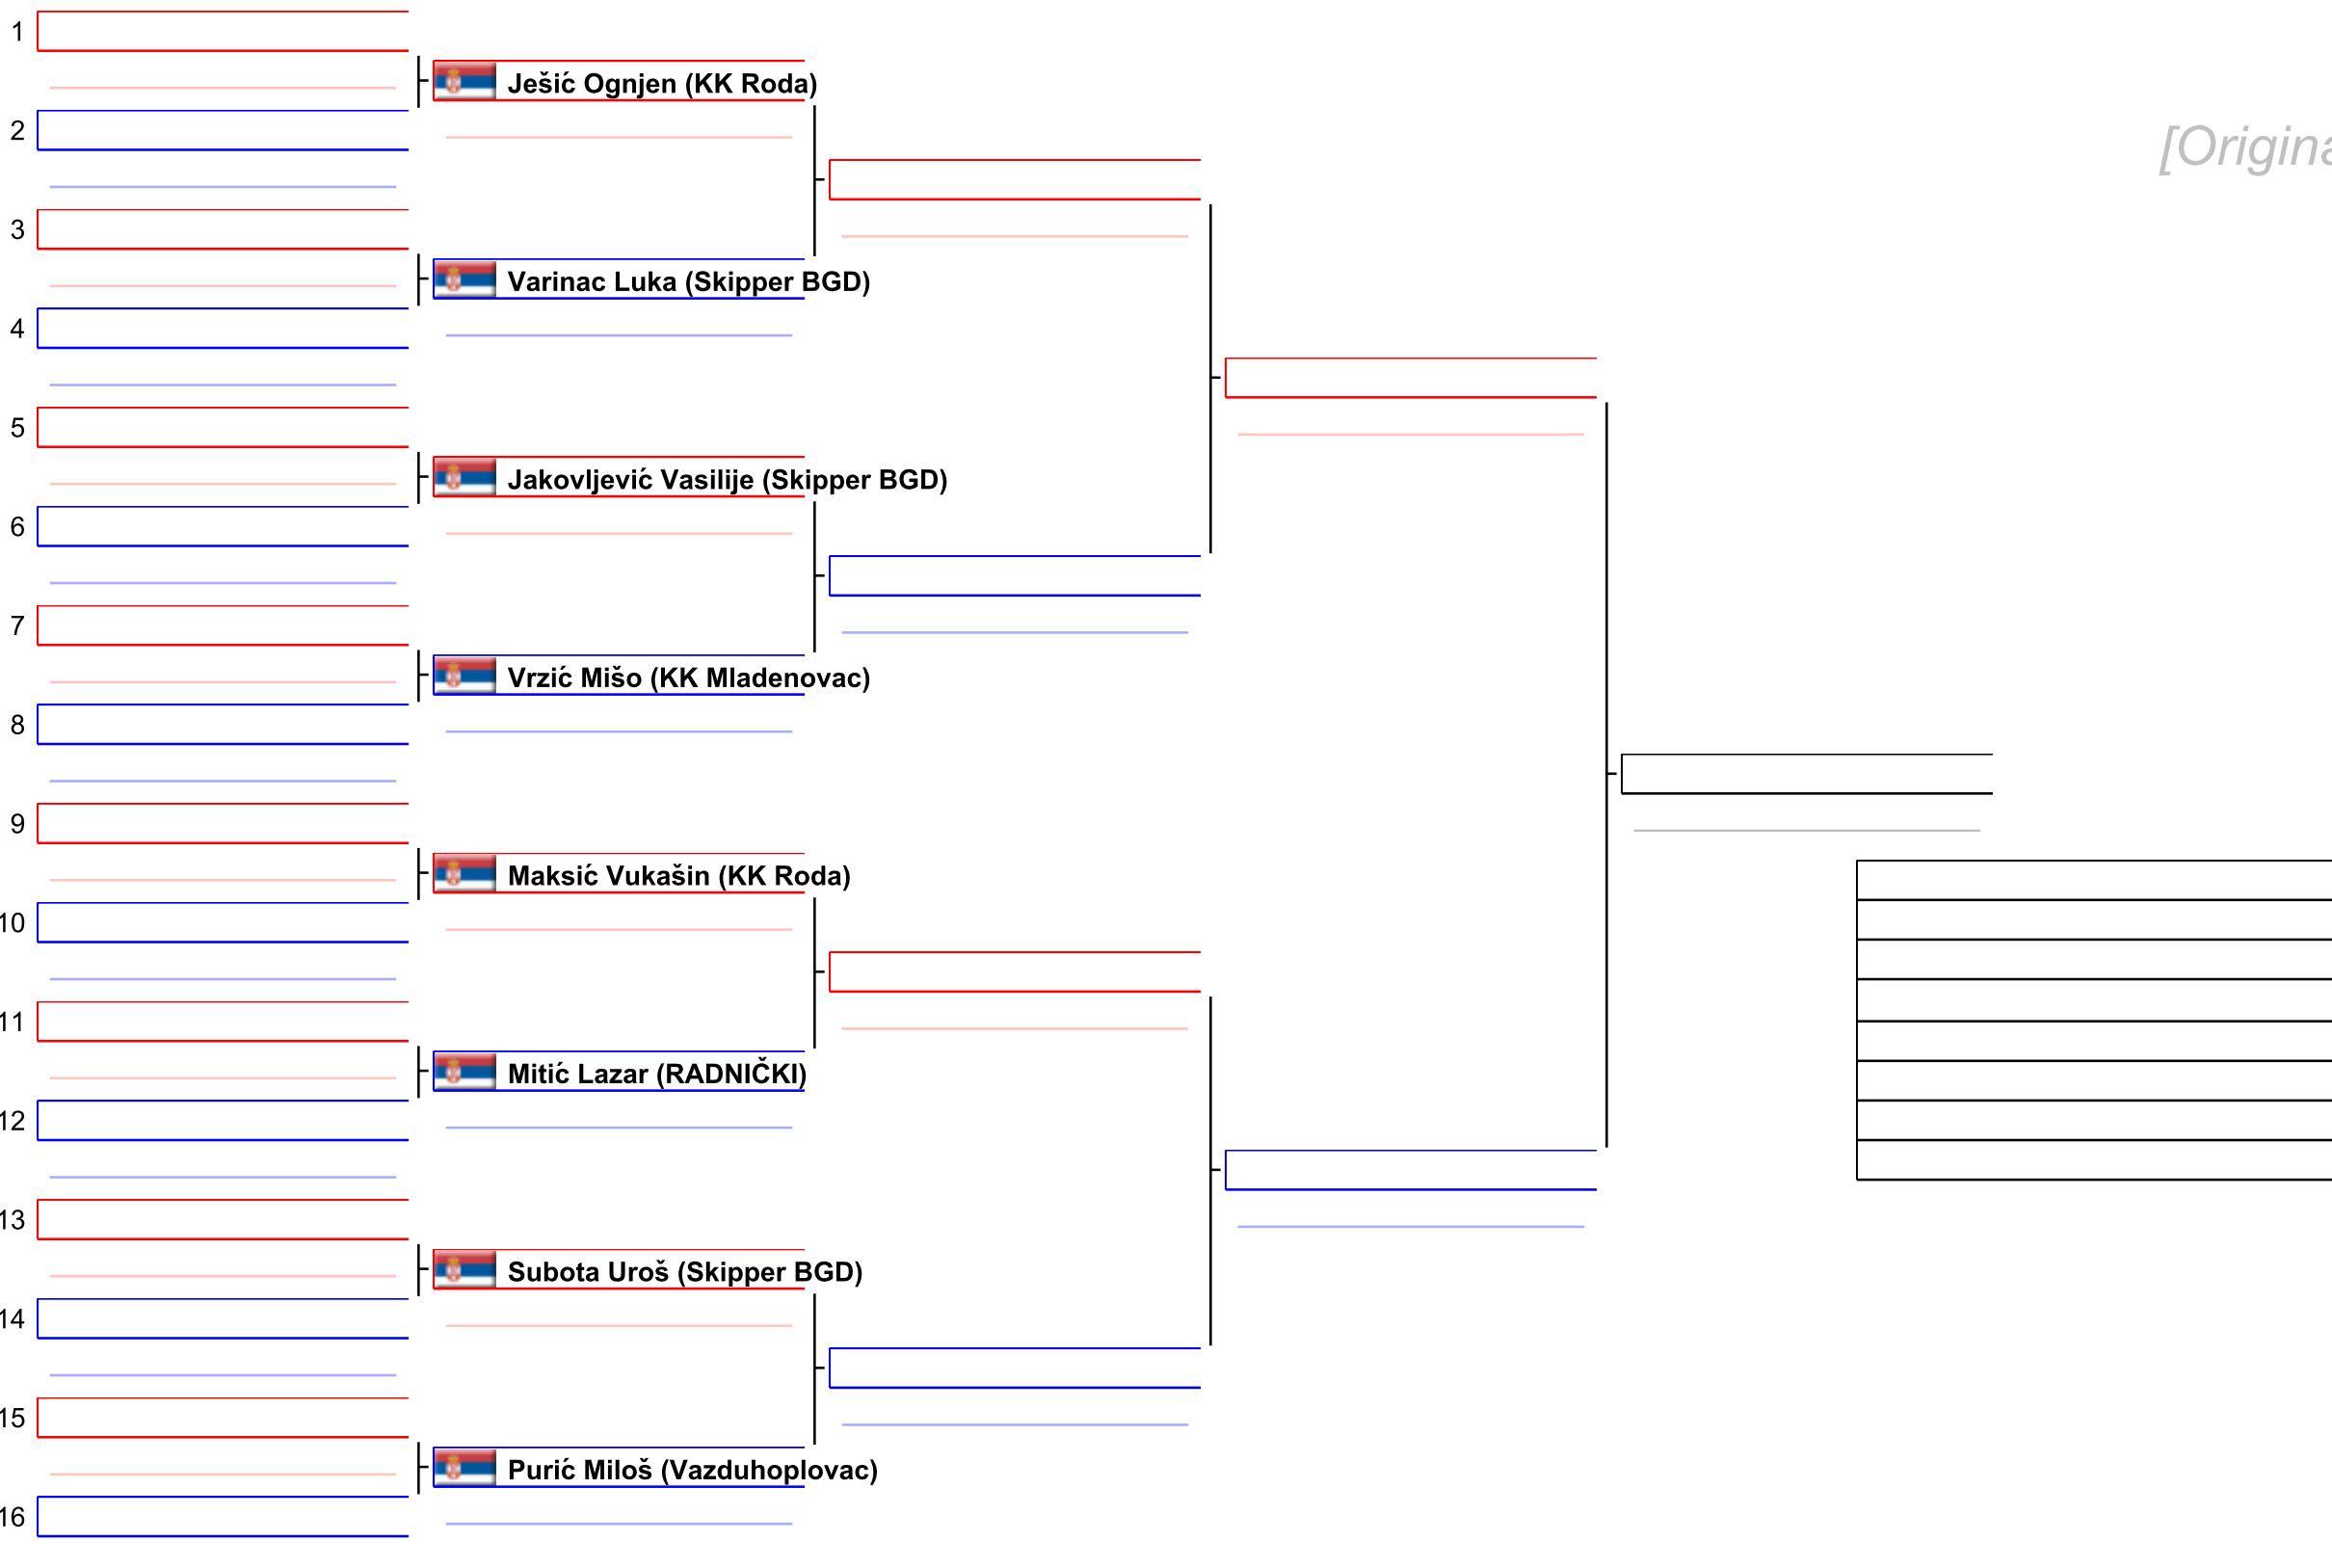 1
Ješić Ognjen (KK Roda)
2
[Origina
3
Varinac Luka (Skipper BGD)
4
5
Jakovljević Vasilije (Skipper BGD)
6
7
Vrzić Mišo (KK Mladenovac)
8
9
Maksić Vukašin (KK Roda)
10
11
Mitić Lazar (RADNIČKI)
12
13
Subota Uroš (Skipper BGD)
14
15
Purić Miloš (Vazduhoplovac)
16